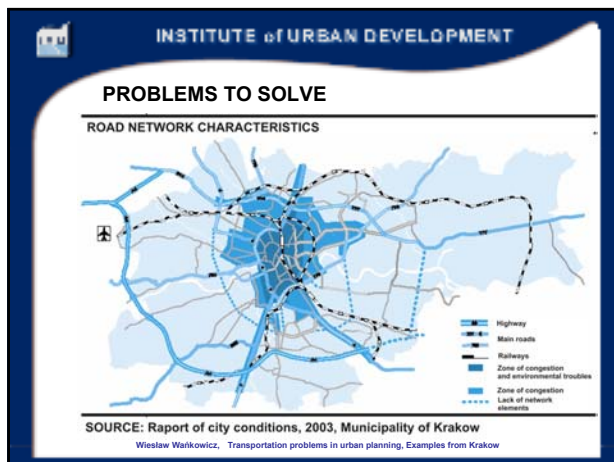 INSTITUTE of URBAN DEVELOPMENT
PROBLEMS TO SOLVE
ROAD NETWORK CHARACTERISTICS
Highway
Main roads
Railways
Zone of congestion
and environmental troubles
Zone of congestion
Lack of network
elements
SOURCE: Raport of city conditions, 2003, Municipality of Krakow
Wiesław Wańkowicz, Transportation problems in urban planning, Examples from Krakow